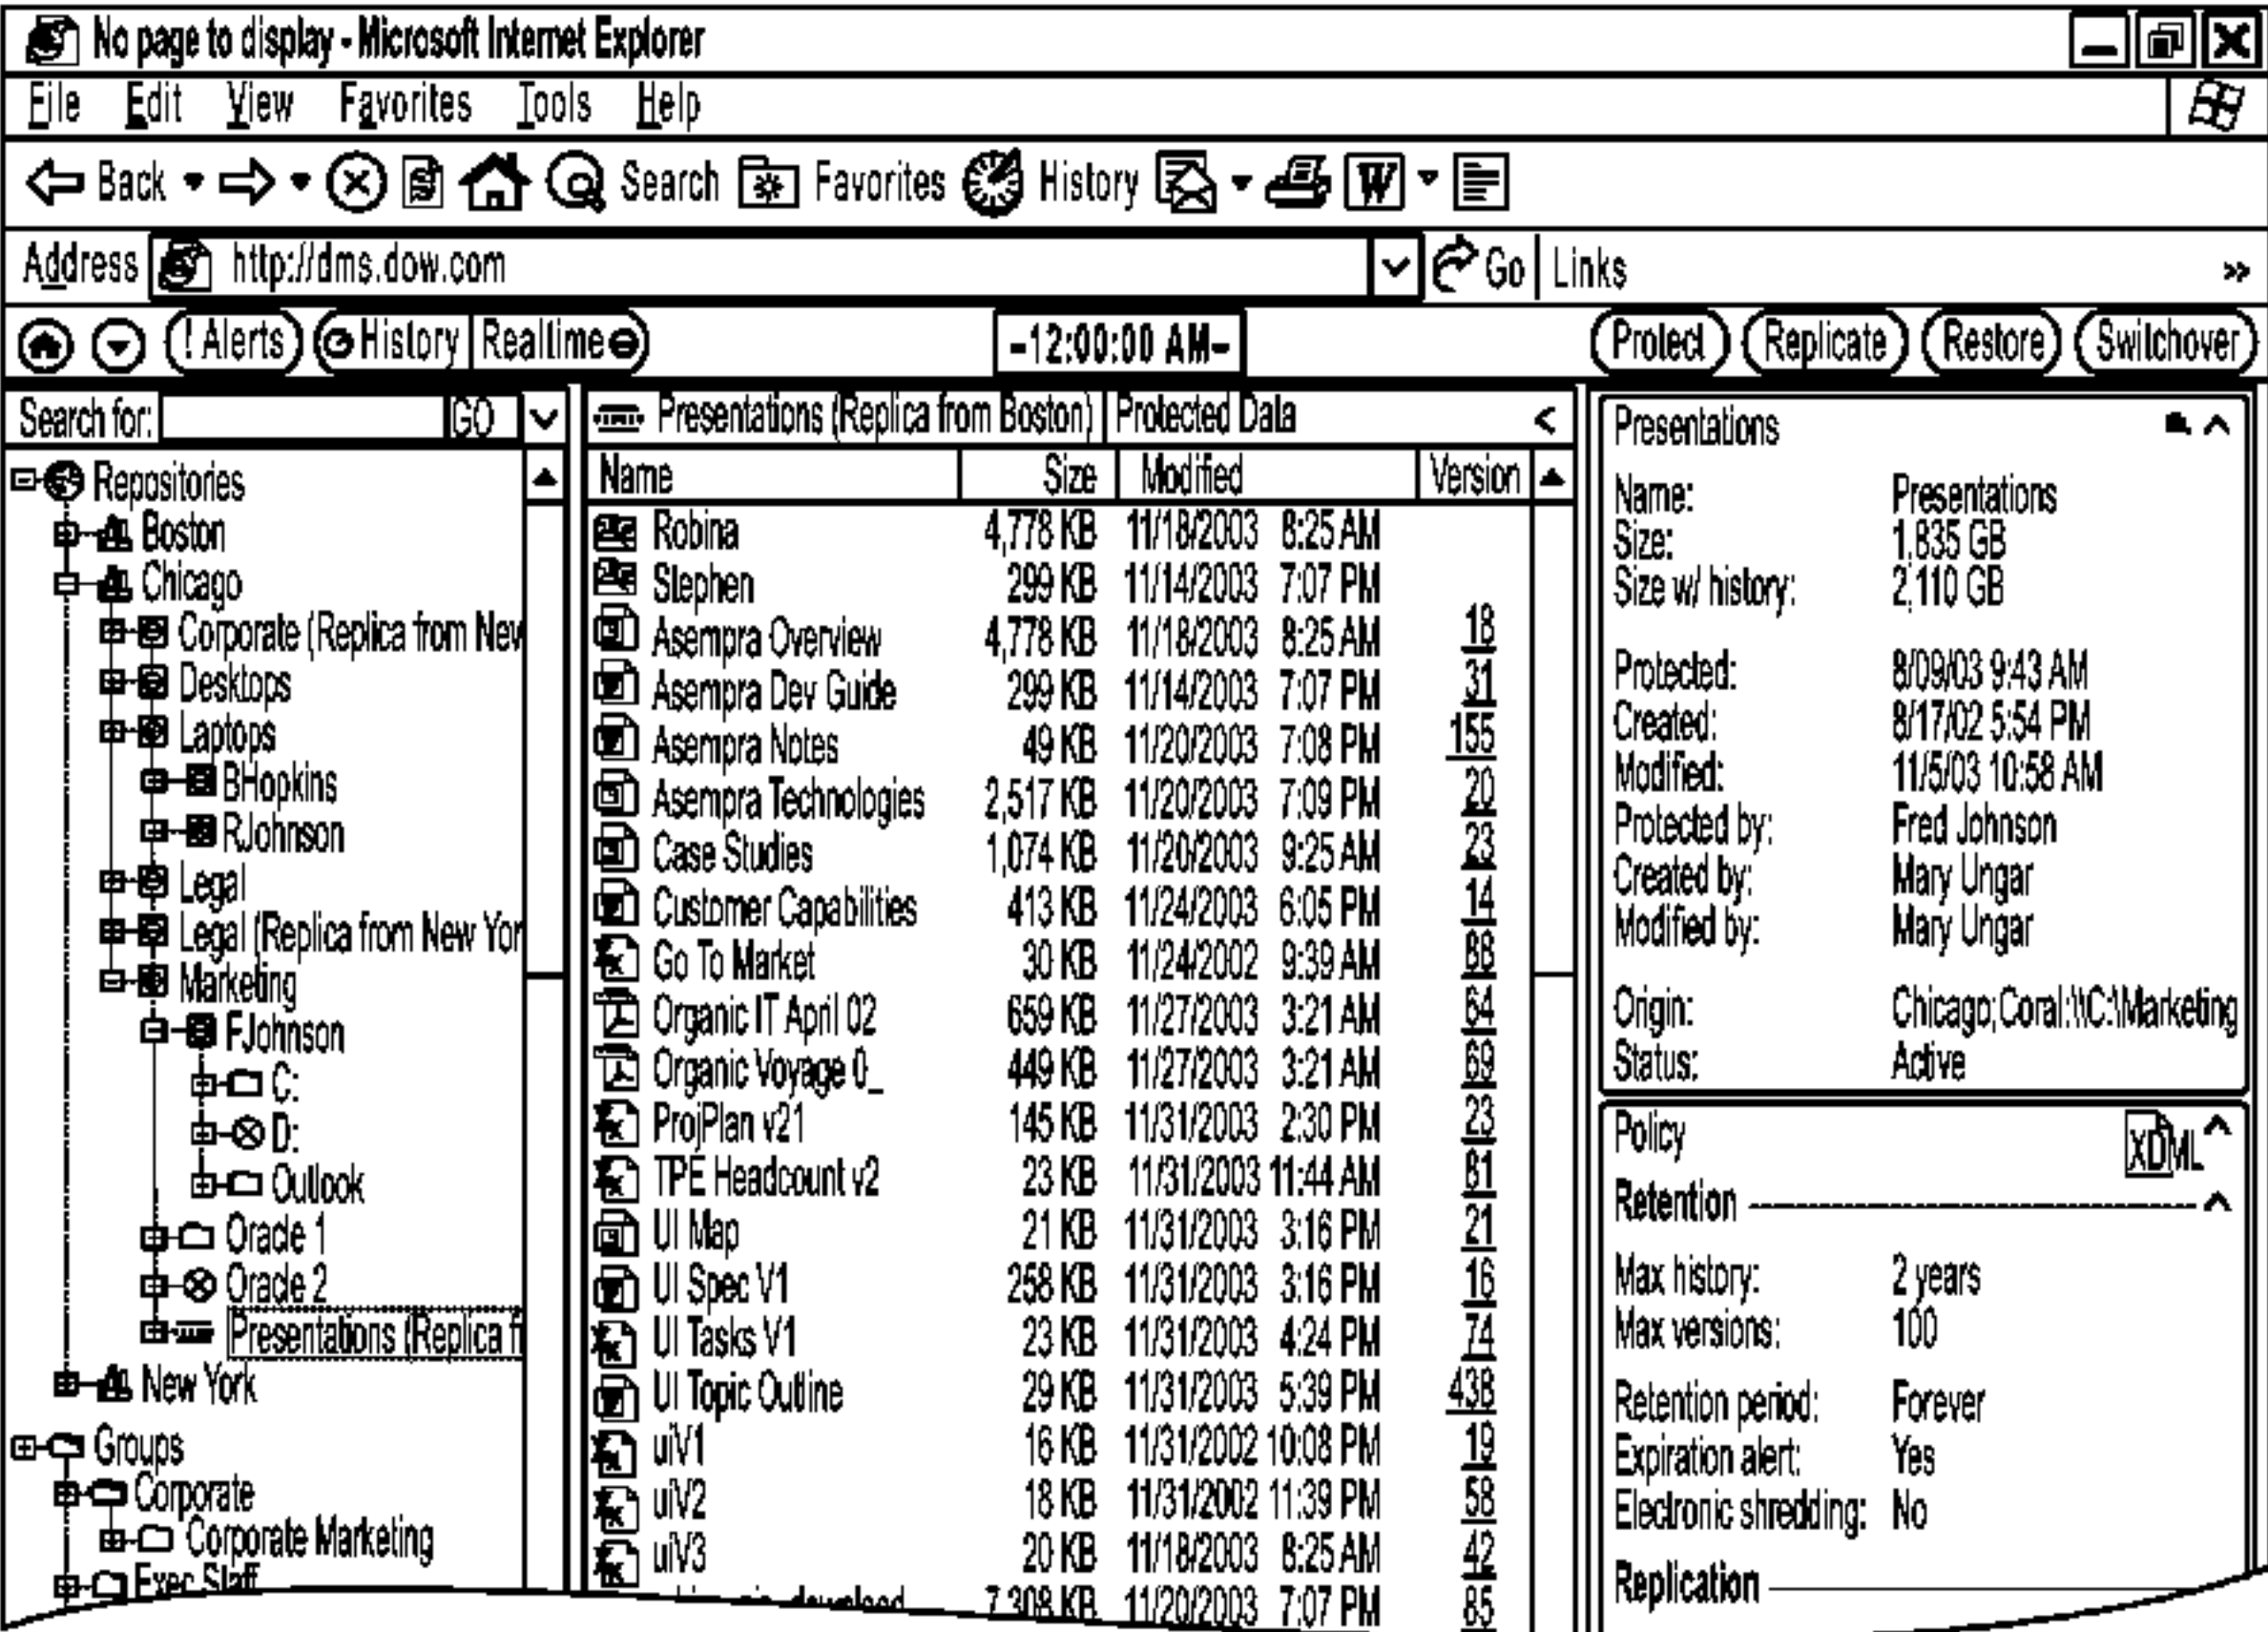 No page to display - Microsoft Internet Explorer
File Edit View Favorites Tools Help
Back Search Favorites History W
Address http://dms.dow.com Go Links »
! Alerts History Realtime -12:00:00 AM- Protect Replicate Restore Switchover
Search for: GO
Repositories
Boston
Chicago
Corporate (Replica from New
Desktops
Laptops
BHopkins
RJohnson
Legal
Legal (Replica from New Yor
Marketing
FJohnson
C:
D:
Outlook
Oracle 1
Oracle 2
Presentations (Replica fr
New York
Groups
Corporate
Corporate Marketing
Exec Staff
Presentations (Replica from Boston) Protected Data <
Name Size Modified Version
Robina 4,778 KB 11/18/2003 8:25 AM
Stephen 299 KB 11/14/2003 7:07 PM
Asempra Overview 4,778 KB 11/18/2003 8:25 AM 18
Asempra Dev Guide 299 KB 11/14/2003 7:07 PM 31
Asempra Notes 49 KB 11/20/2003 7:08 PM 155
Asempra Technologies 2,517 KB 11/20/2003 7:09 PM 20
Case Studies 1,074 KB 11/20/2003 9:25 AM 23
Customer Capabilities 413 KB 11/24/2003 6:05 PM 14
Go To Market 30 KB 11/24/2002 9:39 AM 88
Organic IT April 02 659 KB 11/27/2003 3:21 AM 64
Organic Voyage 0_ 449 KB 11/27/2003 3:21 AM 69
ProjPlan v21 145 KB 11/31/2003 2:30 PM 23
TPE Headcount v2 23 KB 11/31/2003 11:44 AM 81
UI Map 21 KB 11/31/2003 3:16 PM 21
UI Spec V1 258 KB 11/31/2003 3:16 PM 16
UI Tasks V1 23 KB 11/31/2003 4:24 PM 74
UI Topic Outline 29 KB 11/31/2003 5:39 PM 438
uiV1 16 KB 11/31/2002 10:08 PM 19
uiV2 18 KB 11/31/2002 11:39 PM 58
uiV3 20 KB 11/18/2003 8:25 AM 42
download 7,308 KB 11/20/2003 7:07 PM 85
Presentations
Name: Presentations
Size: 1,835 GB
Size w/ history: 2,110 GB
Protected: 8/09/03 9:43 AM
Created: 8/17/02 5:54 PM
Modified: 11/5/03 10:58 AM
Protected by: Fred Johnson
Created by: Mary Ungar
Modified by: Mary Ungar
Origin: Chicago;Coral:\\C:\Marketing
Status: Active
Policy XDML
Retention
Max history: 2 years
Max versions: 100
Retention period: Forever
Expiration alert: Yes
Electronic shredding: No
Replication